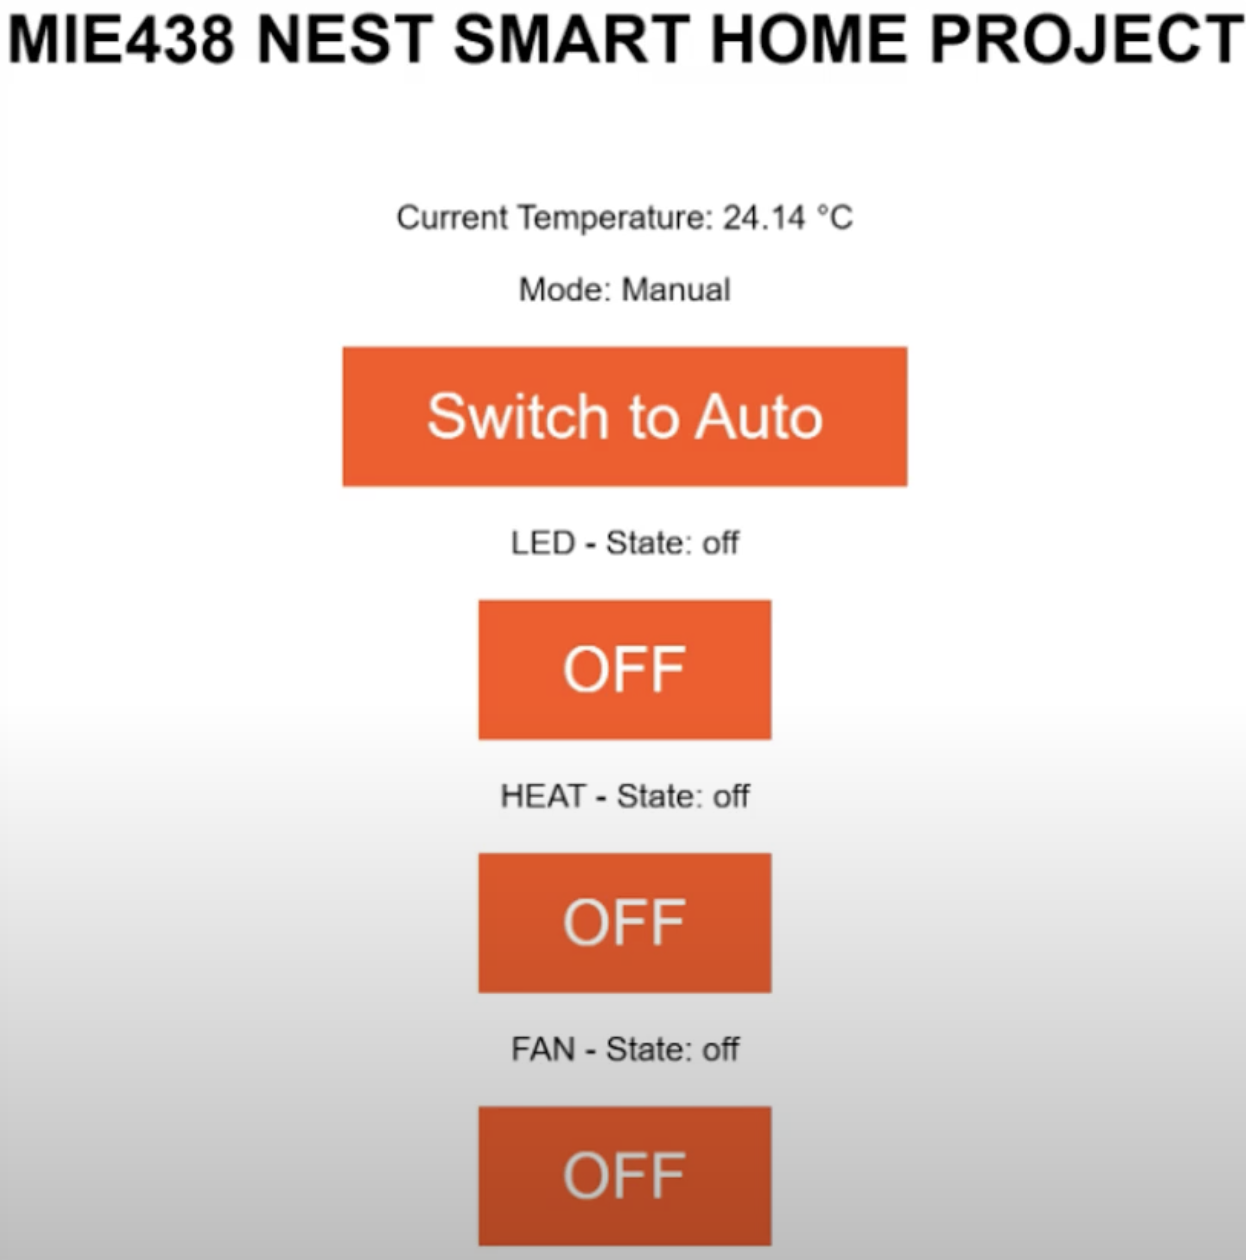 MIE438 NEST SMART HOME PROJECT
Current Temperature: 24.14 °C
Mode: Manual
Switch to Auto
LED - State: off
OFF
HEAT - State: off
OFF
FAN - State: off
OFF